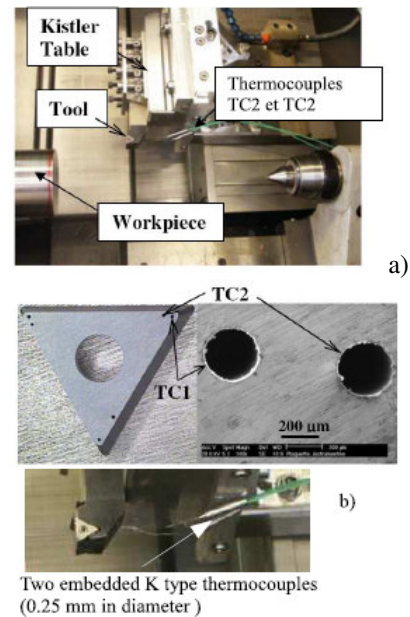 Kistler
Table
Thermocouples
TC2 et TC2
Tool
Workpiece
a)
TC2
TC1
200 µm
b)
Two embedded K type thermocouples
(0.25 mm in diameter )